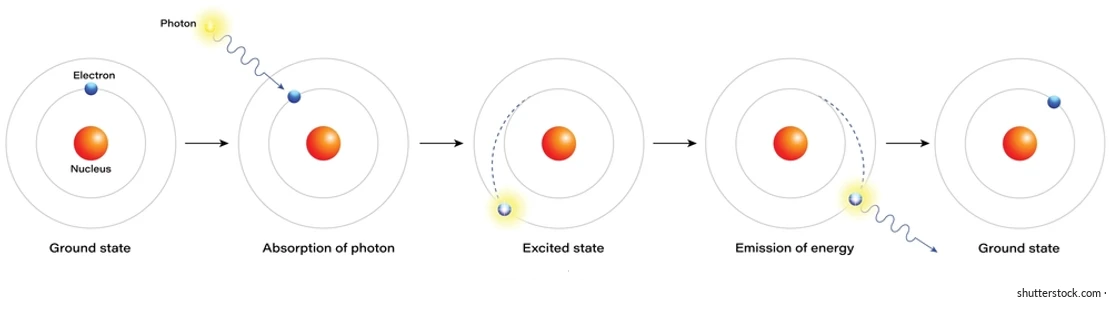 Photon
Electron
Nucleus
Ground state
Absorption of photon
Excited state
Emission of energy
Ground state
shutterstock.com ·